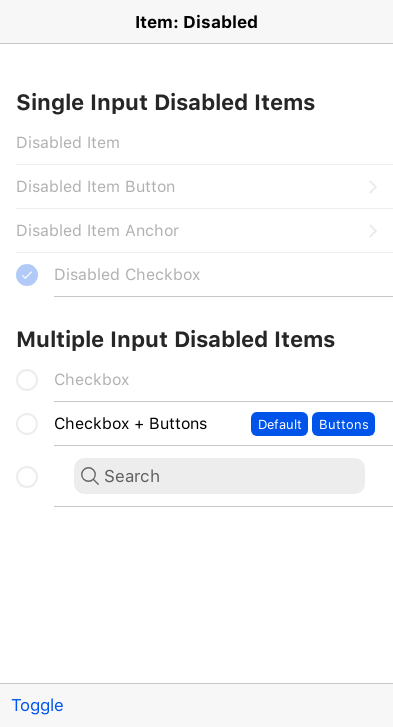 Item: Disabled
Single Input Disabled Items
Disabled Item
Disabled Item Button
Disabled Item Anchor
Disabled Checkbox
Multiple Input Disabled Items
Checkbox
Checkbox + Buttons Default Buttons
Search
Toggle